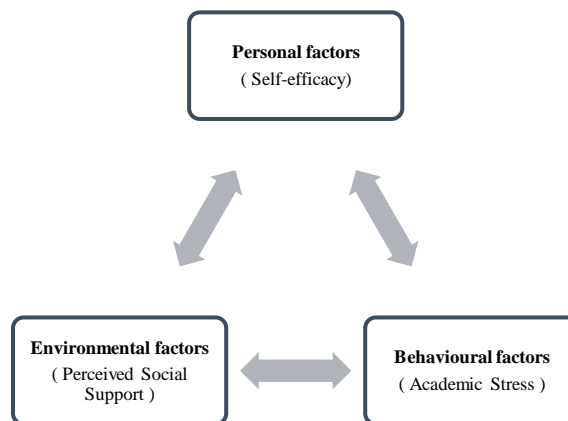 Personal factors
( Self-efficacy)
Environmental factors
( Perceived Social
Support )
Behavioural factors
( Academic Stress )